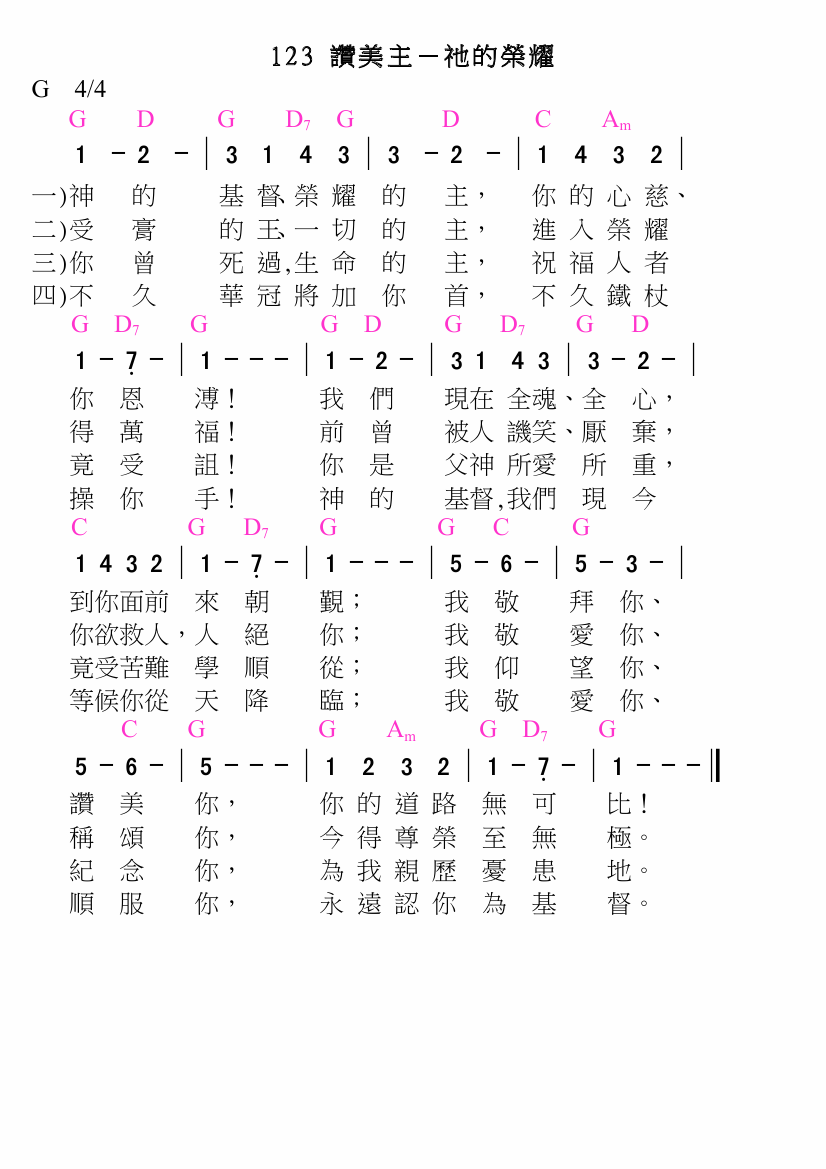 123 讚美主－祂的榮耀
G 4/4
G D G D7 G D C Am
1 - 2 - | 3 1 4 3 | 3 - 2 - | 1 4 3 2 |
一)神 的 基 督、榮 耀 的 主， 你 的 心 慈、
二)受 膏 的 王、一 切 的 主， 進 入 榮 耀
三)你 曾 死 過,生 命 的 主， 祝 福 人 者
四)不 久 華 冠 將 加 你 首， 不 久 鐵 杖
G D7 G G D G D7 G D
1 - 7̣ - | 1 - - - | 1 - 2 - | 3 1 4 3 | 3 - 2 - |
你 恩 溥！ 我 們 現在 全魂、全 心，
得 萬 福！ 前 曾 被人 譏笑、厭 棄，
竟 受 詛！ 你 是 父神 所愛 所 重，
操 你 手！ 神 的 基督,我們 現 今
C G D7 G G C G
1 4 3 2 | 1 - 7̣ - | 1 - - - | 5 - 6 - | 5 - 3 - |
到你面前 來 朝 覲； 我 敬 拜 你、
你欲救人，人 絕 你； 我 敬 愛 你、
竟受苦難 學 順 從； 我 仰 望 你、
等候你從 天 降 臨； 我 敬 愛 你、
C G G Am G D7 G
5 - 6 - | 5 - - - | 1 2 3 2 | 1 - 7̣ - | 1 - - - ‖
讚 美 你， 你 的 道 路 無 可 比！
稱 頌 你， 今 得 尊 榮 至 無 極。
紀 念 你， 為 我 親 歷 憂 患 地。
順 服 你， 永 遠 認 你 為 基 督。